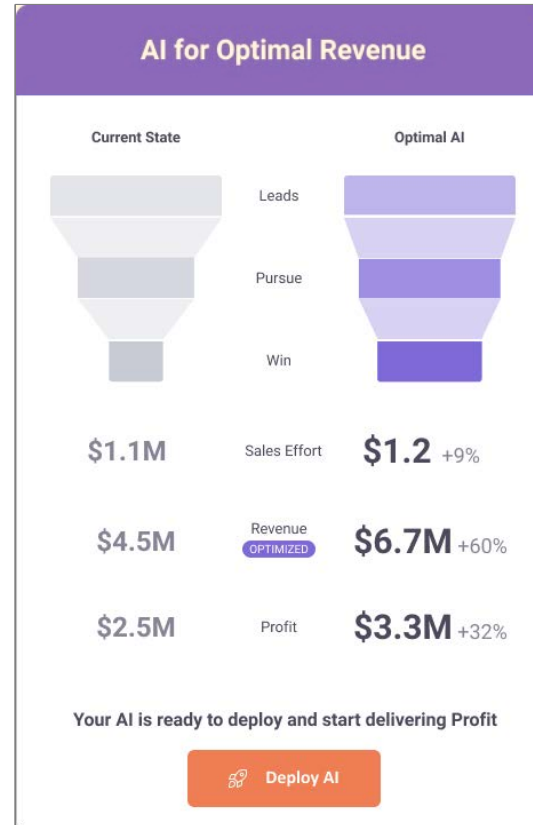 AI for Optimal Revenue
Current State
Optimal AI
Leads
Pursue
Win
$1.1M
Sales Effort
$1.2 +9%
$4.5M
Revenue
OPTIMIZED
$6.7M +60%
$2.5M
Profit
$3.3M +32%
Your AI is ready to deploy and start delivering Profit
Deploy AI